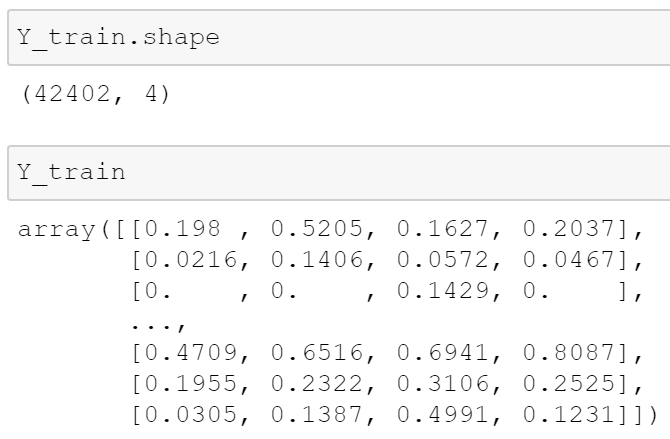 Y_train.shape
(42402, 4)
Y_train
array([[0.198 , 0.5205, 0.1627, 0.2037],
       [0.0216, 0.1406, 0.0572, 0.0467],
       [0.    , 0.    , 0.1429, 0.    ],
       ...,
       [0.4709, 0.6516, 0.6941, 0.8087],
       [0.1955, 0.2322, 0.3106, 0.2525],
       [0.0305, 0.1387, 0.4991, 0.1231]])